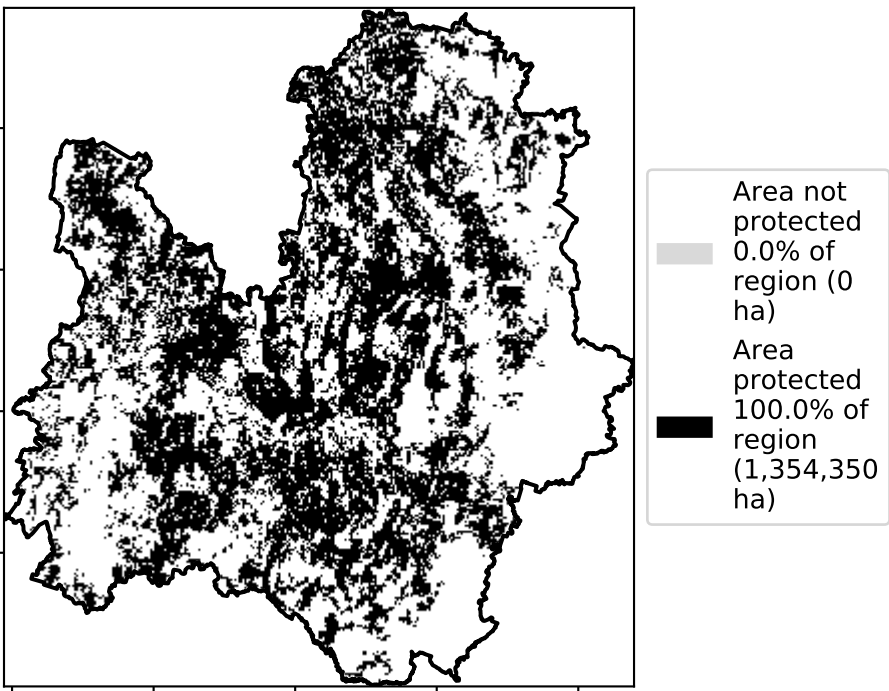 Area not
protected
0.0% of
region (0
ha)
Area
protected
100.0% of
region
(1,354,350
ha)